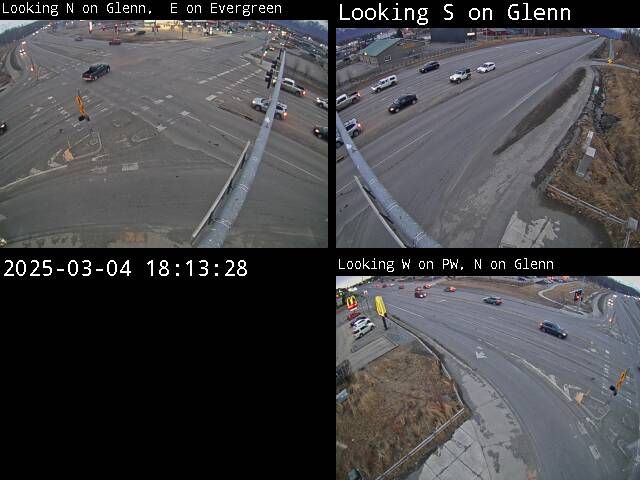 Looking N on Glenn,  E on Evergreen
Looking S on Glenn
2025-03-04 18:13:28
Looking W on PW, N on Glenn